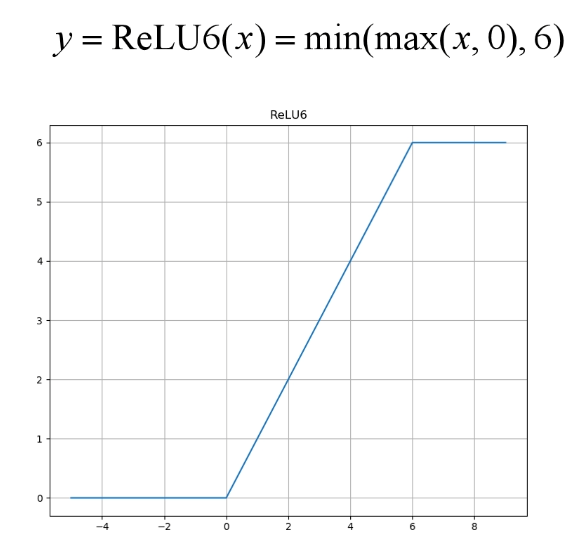 y = ReLU6(x) = min(max(x, 0), 6)
ReLU6
6
5
4
3
2
1
0
−4 −2 0 2 4 6 8